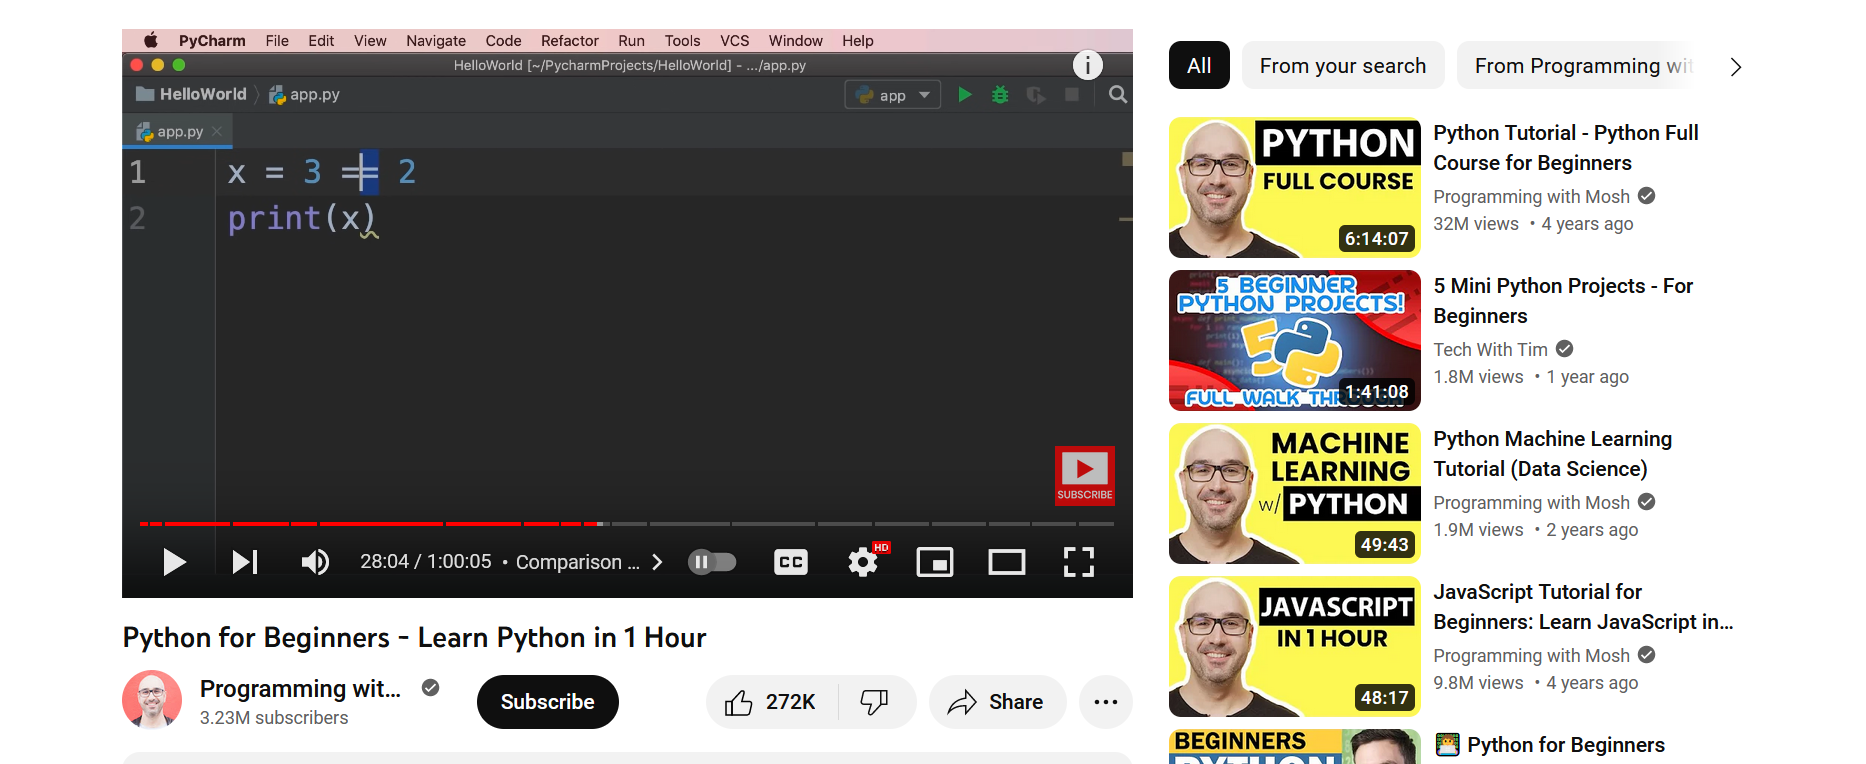 PyCharm File Edit View Navigate Code Refactor Run Tools VCS Window Help
HelloWorld [~/PycharmProjects/HelloWorld] - .../app.py
HelloWorld app.py
app
app.py
1 x = 3 == 2
2 print(x)
SUBSCRIBE
28:04 / 1:00:05 • Comparison ...
CC
HD
Python for Beginners - Learn Python in 1 Hour
Programming wit...
3.23M subscribers
Subscribe
272K
Share
All
From your search
From Programming wit
PYTHON
FULL COURSE
6:14:07
Python Tutorial - Python Full
Course for Beginners
Programming with Mosh
32M views • 4 years ago
5 BEGINNER
PYTHON PROJECTS!
FULL WALK THROUGH
1:41:08
5 Mini Python Projects - For
Beginners
Tech With Tim
1.8M views • 1 year ago
MACHINE
LEARNING
w/ PYTHON
49:43
Python Machine Learning
Tutorial (Data Science)
Programming with Mosh
1.9M views • 2 years ago
JAVASCRIPT
IN 1 HOUR
48:17
JavaScript Tutorial for
Beginners: Learn JavaScript in...
Programming with Mosh
9.8M views • 4 years ago
BEGINNERS
PYTHON
Python for Beginners